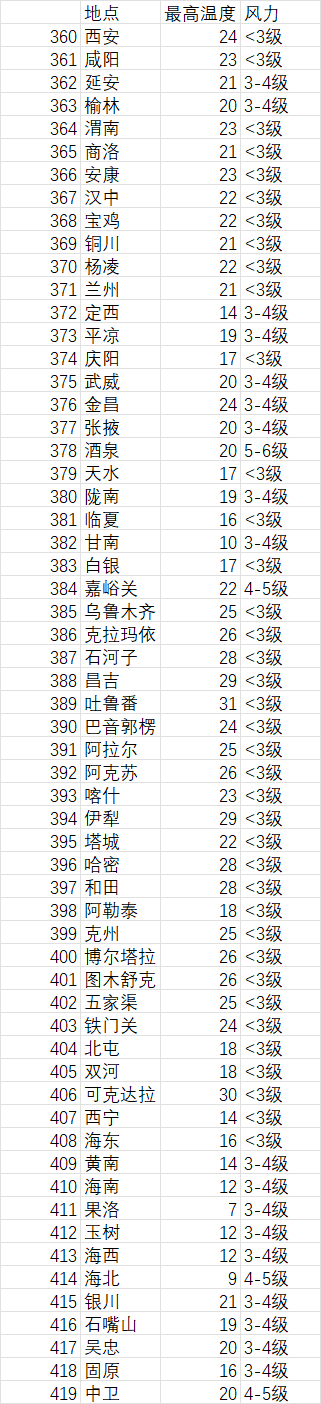 地点 最高温度 风力
360 西安 24 <3级
361 咸阳 23 <3级
362 延安 21 3-4级
363 榆林 20 3-4级
364 渭南 23 <3级
365 商洛 21 <3级
366 安康 23 <3级
367 汉中 22 <3级
368 宝鸡 22 <3级
369 铜川 21 <3级
370 杨凌 22 <3级
371 兰州 21 <3级
372 定西 14 3-4级
373 平凉 19 3-4级
374 庆阳 17 <3级
375 武威 20 3-4级
376 金昌 24 3-4级
377 张掖 20 3-4级
378 酒泉 20 5-6级
379 天水 17 <3级
380 陇南 19 3-4级
381 临夏 16 <3级
382 甘南 10 3-4级
383 白银 17 <3级
384 嘉峪关 22 4-5级
385 乌鲁木齐 25 <3级
386 克拉玛依 26 <3级
387 石河子 28 <3级
388 昌吉 29 <3级
389 吐鲁番 31 <3级
390 巴音郭楞 24 <3级
391 阿拉尔 25 <3级
392 阿克苏 26 <3级
393 喀什 23 <3级
394 伊犁 29 <3级
395 塔城 22 <3级
396 哈密 28 <3级
397 和田 28 <3级
398 阿勒泰 18 <3级
399 克州 25 <3级
400 博尔塔拉 26 <3级
401 图木舒克 26 <3级
402 五家渠 25 <3级
403 铁门关 24 <3级
404 北屯 18 <3级
405 双河 18 <3级
406 可克达拉 30 <3级
407 西宁 14 <3级
408 海东 16 <3级
409 黄南 14 3-4级
410 海南 12 3-4级
411 果洛 7 3-4级
412 玉树 12 3-4级
413 海西 12 3-4级
414 海北 9 4-5级
415 银川 21 3-4级
416 石嘴山 19 3-4级
417 吴忠 20 3-4级
418 固原 16 3-4级
419 中卫 20 4-5级